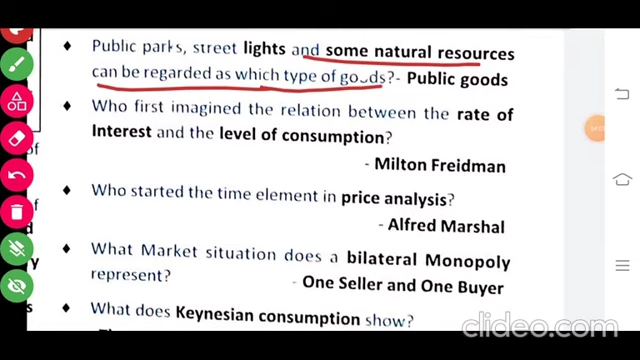 ♦ Public parks, street lights and some natural resources
can be regarded as which type of goods?- Public goods
of
♦ Who first imagined the relation between the rate of
Interest and the level of consumption?
- Milton Freidman
♦ Who started the time element in price analysis?
- Alfred Marshal
♦ What Market situation does a bilateral Monopoly
represent? - One Seller and One Buyer
♦ What does Keynesian consumption show?
clideo.com